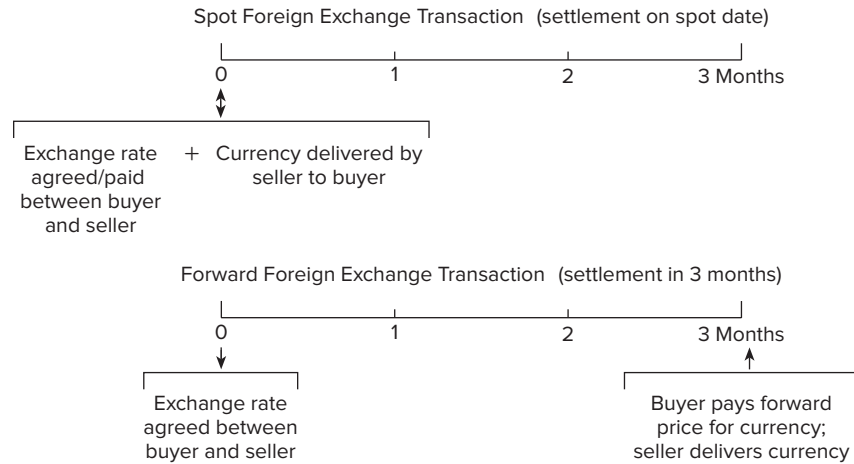 Spot Foreign Exchange Transaction (settlement on spot date)
0 1 2 3 Months
Exchange rate + Currency delivered by
agreed/paid seller to buyer
between buyer
and seller
Forward Foreign Exchange Transaction (settlement in 3 months)
0 1 2 3 Months
Exchange rate
agreed between
buyer and seller
Buyer pays forward
price for currency;
seller delivers currency